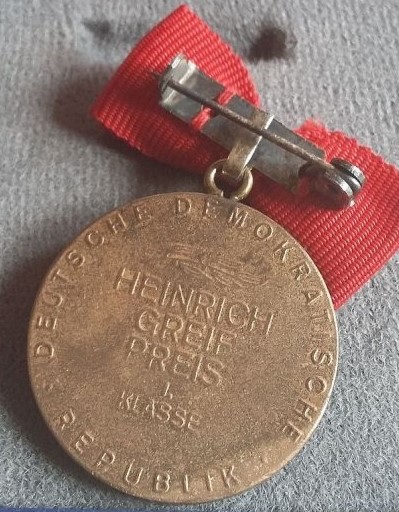 DEUTSCHE DEMOKRATISCHE
HEINRICH
GREIF
PREIS
I.
KLASSE
REPUBLIK